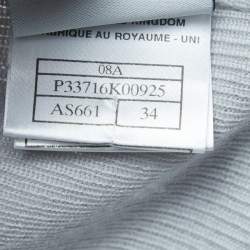 KINGDOM
FABRIQUE AU ROYAUME - UNI
08A
P33716K00925
AS661 34